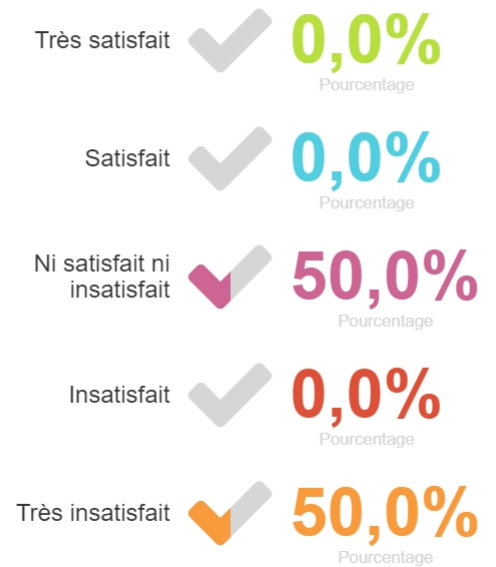 Très satisfait
0,0%
Pourcentage
Satisfait
0,0%
Pourcentage
Ni satisfait ni
insatisfait
50,0%
Pourcentage
Insatisfait
0,0%
Pourcentage
Très insatisfait
50,0%
Pourcentage